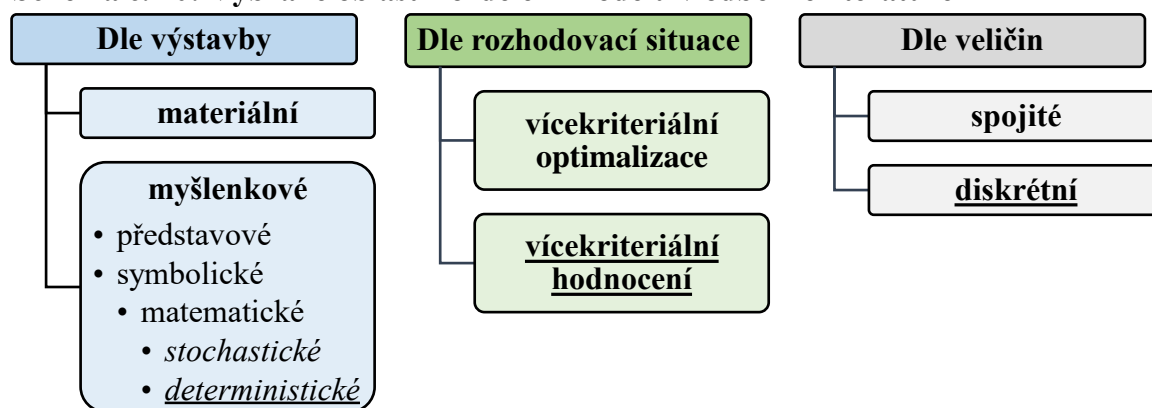 Dle výstavby
materiální
myšlenkové
• představové
• symbolické
• matematické
• stochastické
• deterministické
Dle rozhodovací situace
vícekriteriální
optimalizace
vícekriteriální
hodnocení
Dle veličin
spojité
diskrétní